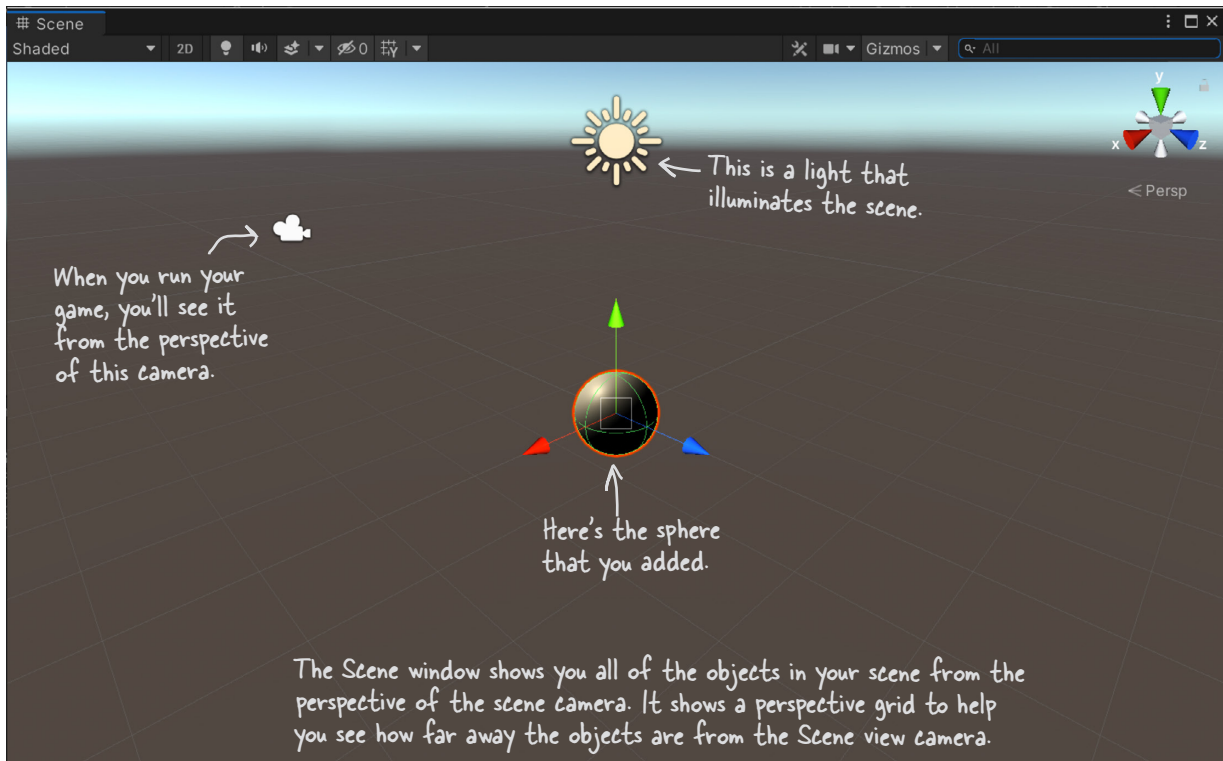 Scene
Shaded 2D 0 Gizmos All
y
x z
Persp
This is a light that
illuminates the scene.
When you run your
game, you'll see it
from the perspective
of this camera.
Here's the sphere
that you added.
The Scene window shows you all of the objects in your scene from the
perspective of the scene camera. It shows a perspective grid to help
you see how far away the objects are from the Scene view camera.